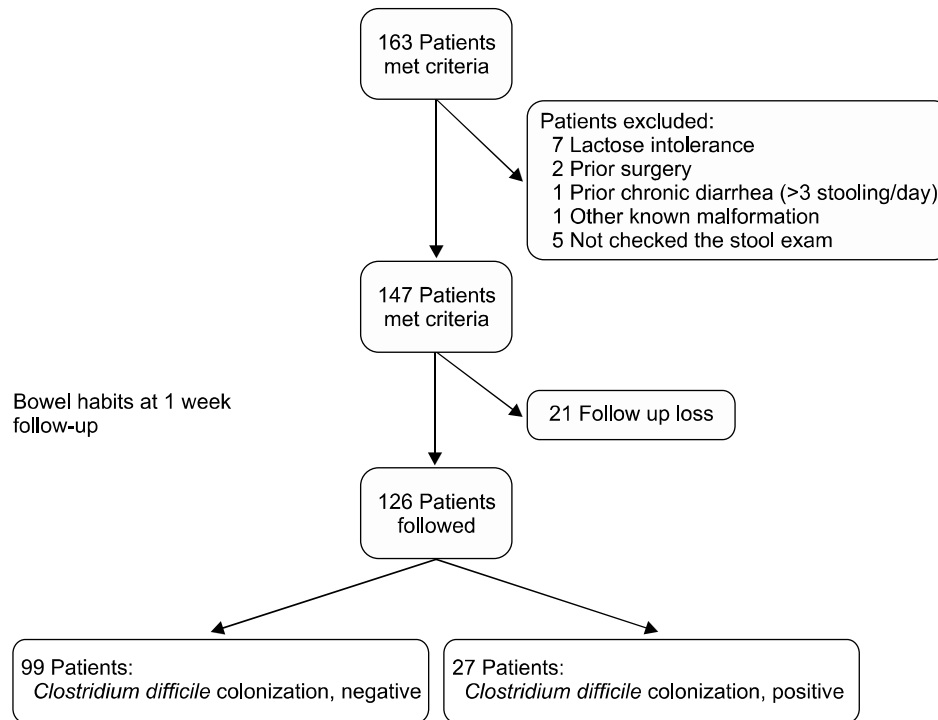 163 Patients
met criteria
Patients excluded:
7 Lactose intolerance
2 Prior surgery
1 Prior chronic diarrhea (>3 stooling/day)
1 Other known malformation
5 Not checked the stool exam
147 Patients
met criteria
Bowel habits at 1 week
follow-up
21 Follow up loss
126 Patients
followed
99 Patients:
Clostridium difficile colonization, negative
27 Patients:
Clostridium difficile colonization, positive